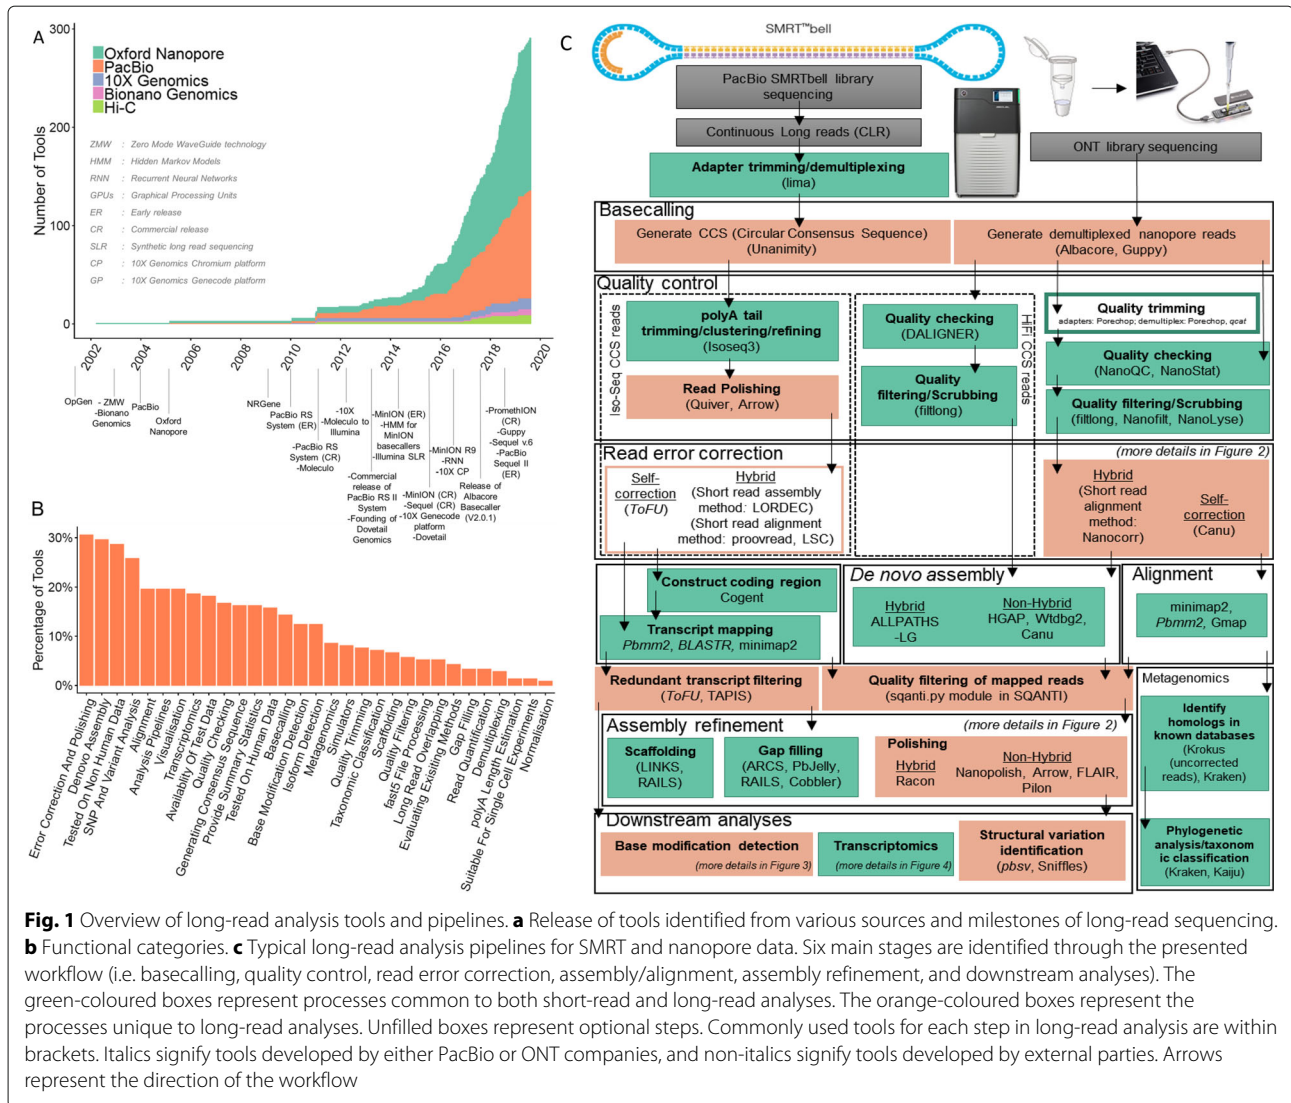 A
300
200
100
0
Number of Tools
Oxford Nanopore
PacBio
10X Genomics
Bionano Genomics
Hi-C
ZMW : Zero Mode WaveGuide technology
HMM : Hidden Markov Models
RNN : Recurrent Neural Networks
GPUs : Graphical Processing Units
ER : Early release
CR : Commercial release
SLR : Synthetic long read sequencing
CP : 10X Genomics Chromium platform
GP : 10X Genomics Genecode platform
2002
2004
2006
2008
2010
2012
2014
2016
2018
2020
OpGen
- ZMW
-Bionano
Genomics
PacBio
Oxford
Nanopore
NRGene
PacBio RS
System (ER)
-PacBio RS
System (CR)
-Moleculo
-10X
-Moleculo to
Illumina
-Commercial
release of
PacBio RS II
System
-Founding of
Dovetail
Genomics
-MinION (ER)
-HMM for
MinION
basecallers
-Illumina SLR
-MinION (CR)
-Sequel (CR)
-10X Genecode
platform
-Dovetail
-MinION R9
-RNN
-10X CP
Release of
Albacore
Basecaller
(V2.0.1)
-PromethION
(CR)
-Guppy
-Sequel v.6
-PacBio
Sequel II
(ER)
B
30%
20%
10%
0%
Percentage of Tools
Error Correction And Polishing
Denovo Assembly
Tested On Non Human Data
SNP And Variant Analysis
Alignment
Analysis Pipelines
Visualisation
Transcriptomics
Availablity Of Test Data
Quality Checking
Generating Consensus Sequence
Provide Summary Statistics
Tested On Human Data
Basecalling
Base Modification Detection
Isoform Detection
Metagenomics
Simulators
Quality Trimming
Taxonomic Classification
Scaffolding
Quality Filtering
fast5 File Processing
Long Read Overlapping
Evaluating Existing Methods
Gap Filling
Read Quantification
Demultiplexing
polyA Length Estimation
Suitable For Single Cell Experiments
Normalisation
C
SMRT™bell
PacBio SMRTbell library
sequencing
Continuous Long reads (CLR)
Adapter trimming/demultiplexing
(lima)
ONT library sequencing
Basecalling
Generate CCS (Circular Consensus Sequence)
(Unanimity)
Generate demultiplexed nanopore reads
(Albacore, Guppy)
Quality control
Iso-Seq CCS reads
polyA tail
trimming/clustering/refining
(Isoseq3)
Read Polishing
(Quiver, Arrow)
Quality checking
(DALIGNER)
Quality
filtering/Scrubbing
(filtlong)
HiFi CCS reads
Quality trimming
adapters: Porechop; demultiplex: Porechop, qcat
Quality checking
(NanoQC, NanoStat)
Quality filtering/Scrubbing
(filtlong, Nanofilt, NanoLyse)
Read error correction
(more details in Figure 2)
Self-
correction
(ToFU)
Hybrid
(Short read assembly
method: LORDEC)
(Short read alignment
method: proovread, LSC)
Hybrid
(Short read
alignment
method:
Nanocorr)
Self-
correction
(Canu)
Construct coding region
Cogent
Transcript mapping
Pbmm2, BLASTR, minimap2
De novo assembly
Hybrid
ALLPATHS
-LG
Non-Hybrid
HGAP, Wtdbg2,
Canu
Alignment
minimap2,
Pbmm2, Gmap
Redundant transcript filtering
(ToFU, TAPIS)
Quality filtering of mapped reads
(sqanti.py module in SQANTI)
Assembly refinement
(more details in Figure 2)
Scaffolding
(LINKS,
RAILS)
Gap filling
(ARCS, PbJelly,
RAILS, Cobbler)
Polishing
Hybrid
Racon
Non-Hybrid
Nanopolish, Arrow, FLAIR,
Pilon
Metagenomics
Identify
homologs in
known databases
(Krokus
(uncorrected
reads), Kraken)
Phylogenetic
analysis/taxonom
ic classification
(Kraken, Kaiju)
Downstream analyses
Base modification detection
(more details in Figure 3)
Transcriptomics
(more details in Figure 4)
Structural variation
identification
(pbsv, Sniffles)
Fig. 1 Overview of long-read analysis tools and pipelines. a Release of tools identified from various sources and milestones of long-read sequencing.
b Functional categories. c Typical long-read analysis pipelines for SMRT and nanopore data. Six main stages are identified through the presented
workflow (i.e. basecalling, quality control, read error correction, assembly/alignment, assembly refinement, and downstream analyses). The
green-coloured boxes represent processes common to both short-read and long-read analyses. The orange-coloured boxes represent the
processes unique to long-read analyses. Unfilled boxes represent optional steps. Commonly used tools for each step in long-read analysis are within
brackets. Italics signify tools developed by either PacBio or ONT companies, and non-italics signify tools developed by external parties. Arrows
represent the direction of the workflow